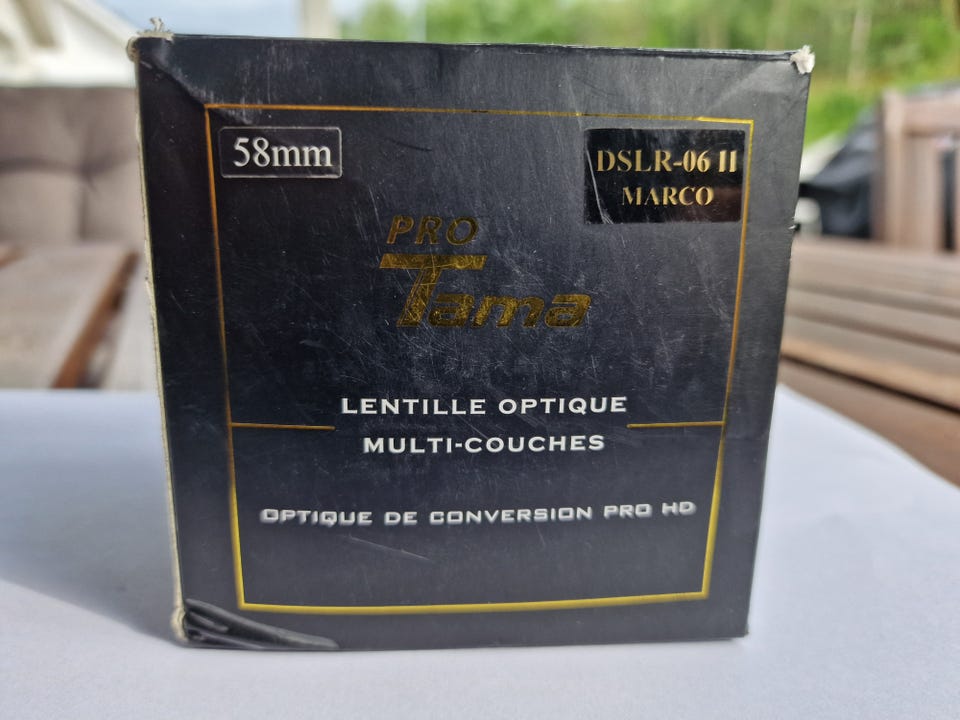 58mm
DSLR-06 II
MARCO
PRO
Tama
LENTILLE OPTIQUE
MULTI-COUCHES
OPTIQUE DE CONVERSION PRO HD